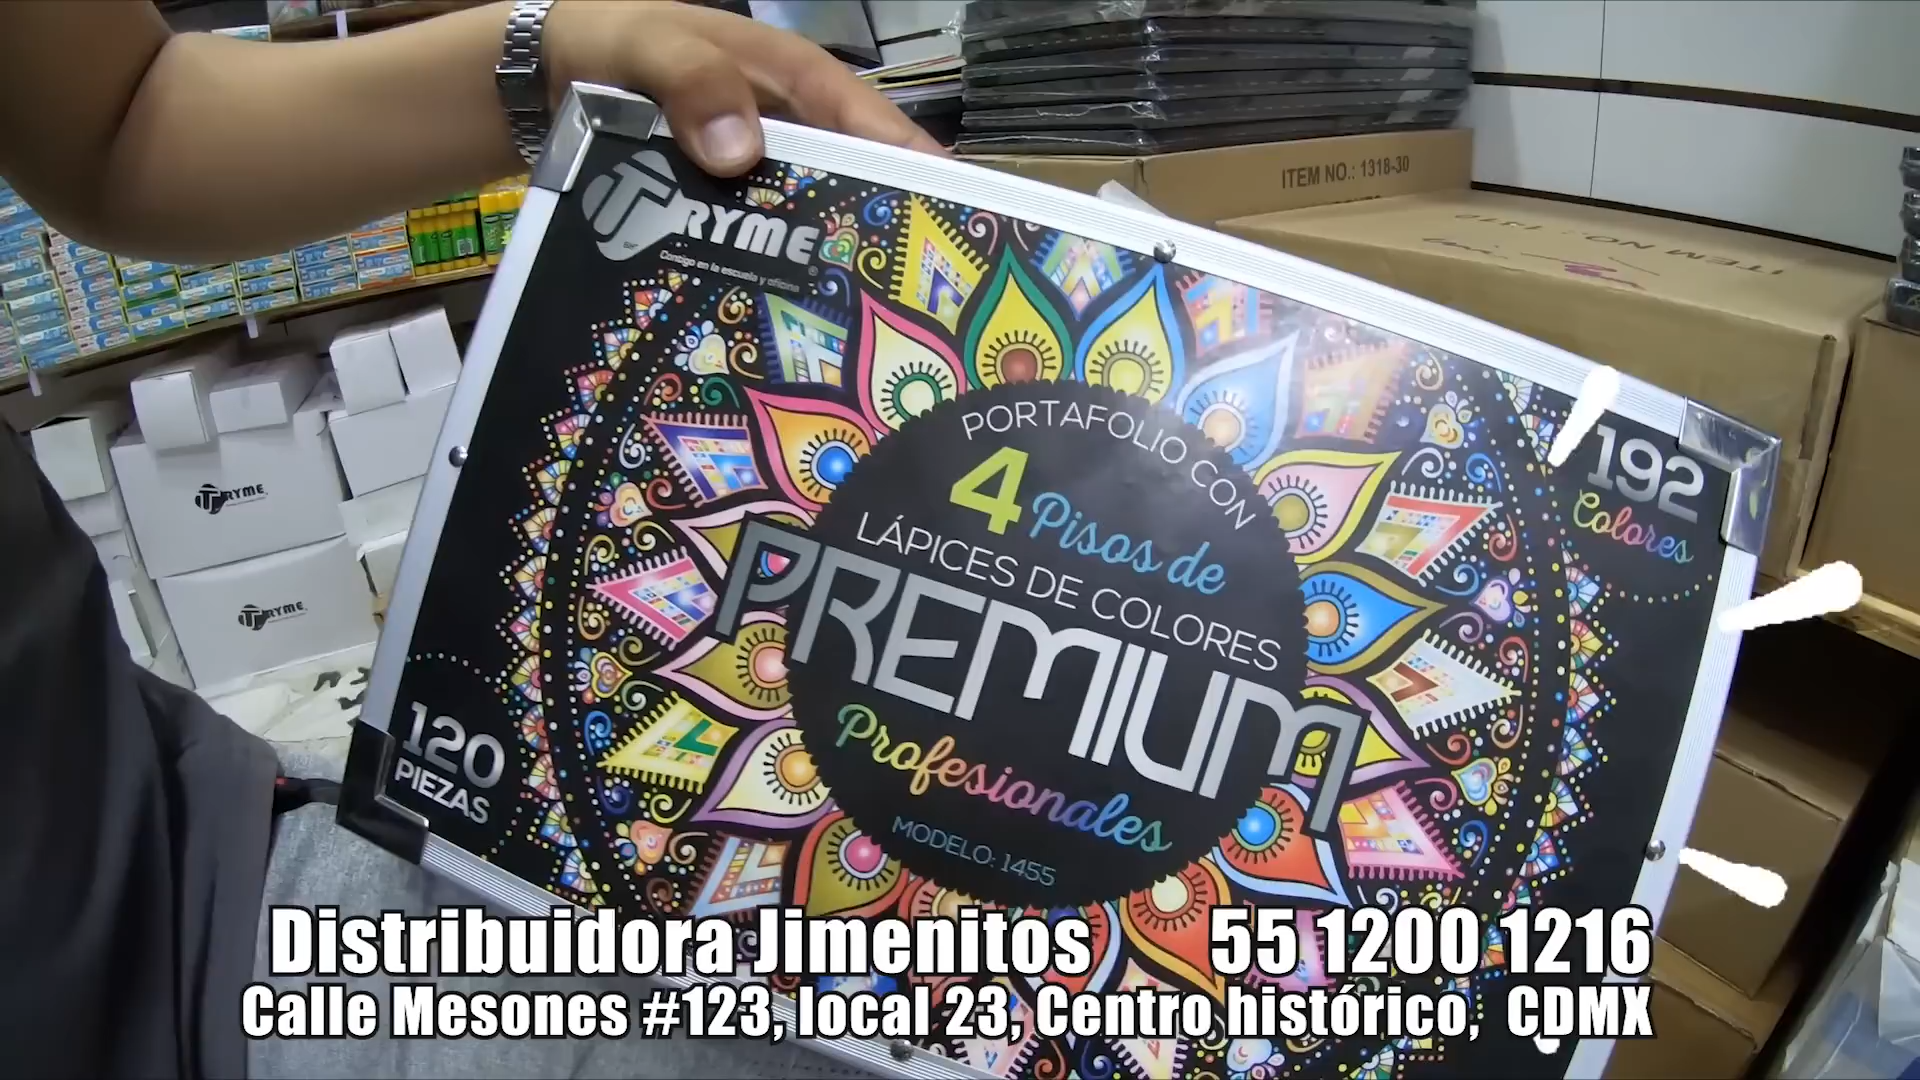 ITEM NO.: 1318-30
TRYME
Contigo en la escuela y oficina
PORTAFOLIO CON
4 Pisos de
LÁPICES DE COLORES
PREMIUM
Profesionales
MODELO: 1455
192
Colores
120
PIEZAS
TRYME
TRYME
Distribuidora Jimenitos 55 1200 1216
Calle Mesones #123, local 23, Centro histórico, CDMX